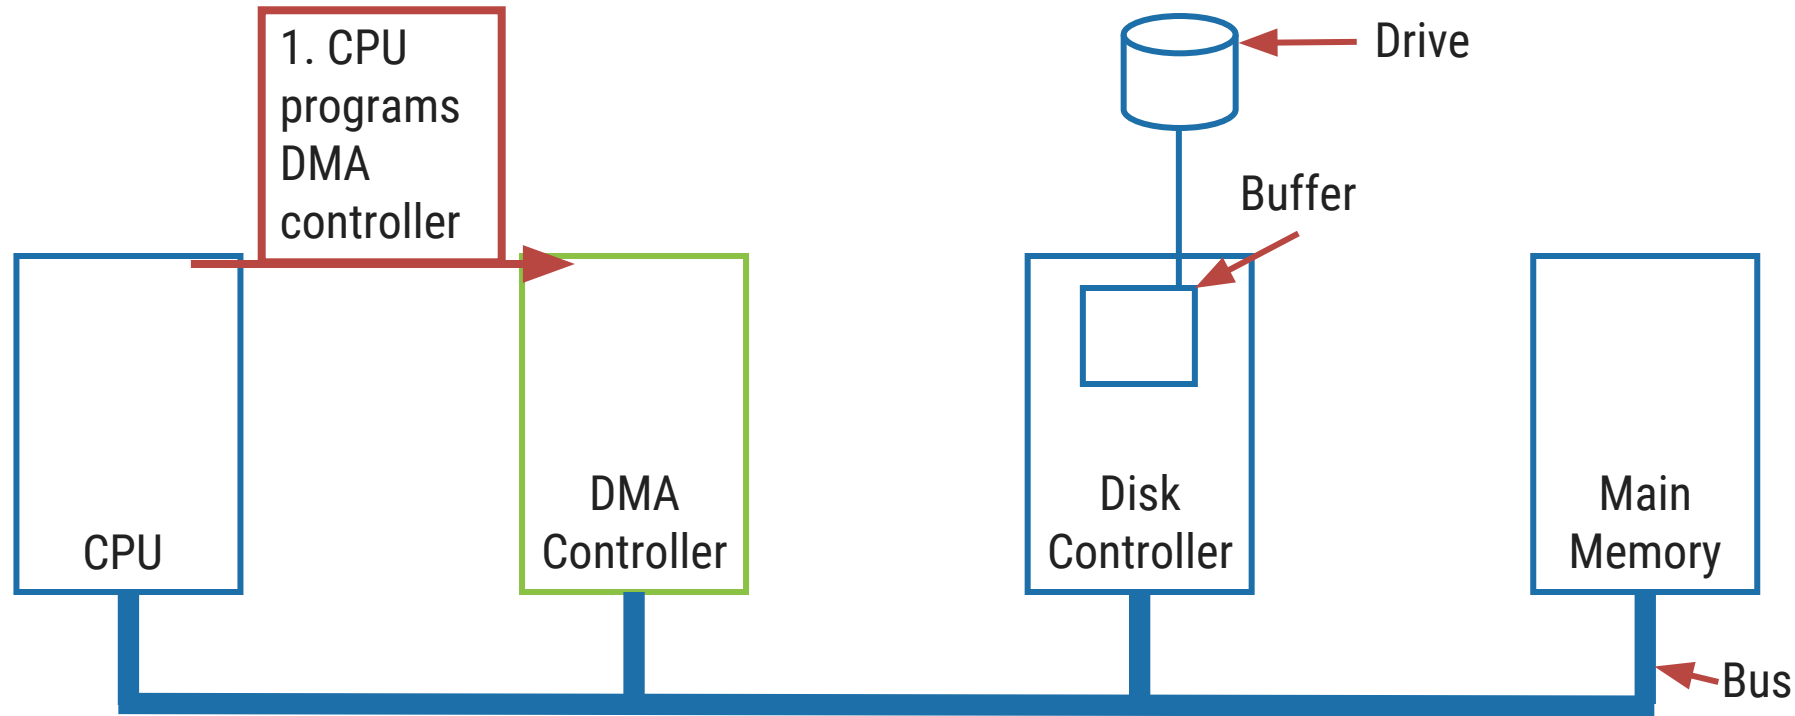 1. CPU
programs
DMA
controller
Drive
Buffer
CPU
DMA
Controller
Disk
Controller
Main
Memory
Bus